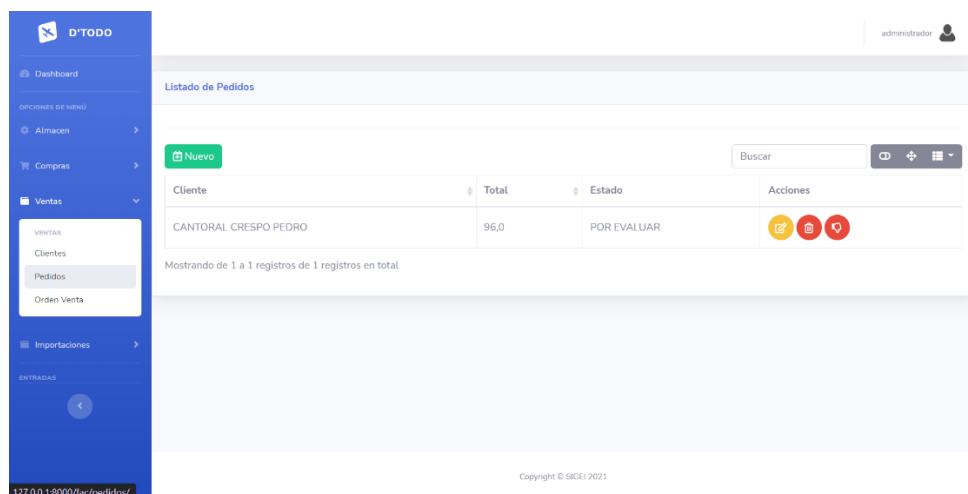 D'TODO
administrador
Dashboard
Listado de Pedidos
OPCIONES DE MENÚ
Almacen
Nuevo
Buscar
Compras
Cliente
Total
Estado
Acciones
Ventas
CANTORAL CRESPO PEDRO
96,0
POR EVALUAR
VENTAS
Clientes
Mostrando de 1 a 1 registros de 1 registros en total
Pedidos
Orden Venta
Importaciones
ENTRADAS
Copyright © SIGEI 2021
127.0.0.1:8000/fac/pedidos/